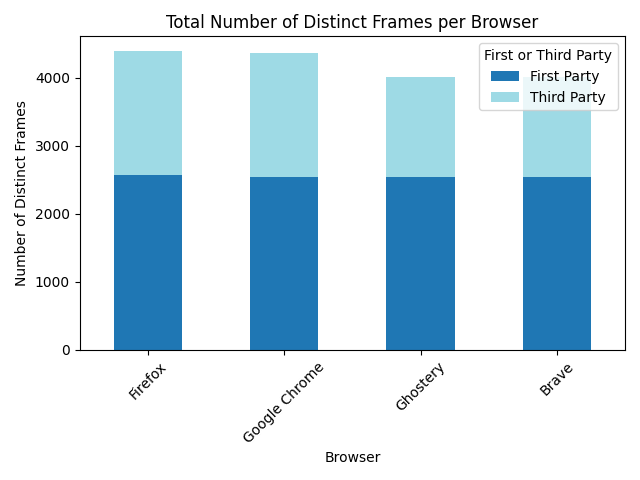 Total Number of Distinct Frames per Browser
First or Third Party
First Party
Third Party
Number of Distinct Frames
4000
3000
2000
1000
0
Firefox
Google Chrome
Ghostery
Brave
Browser